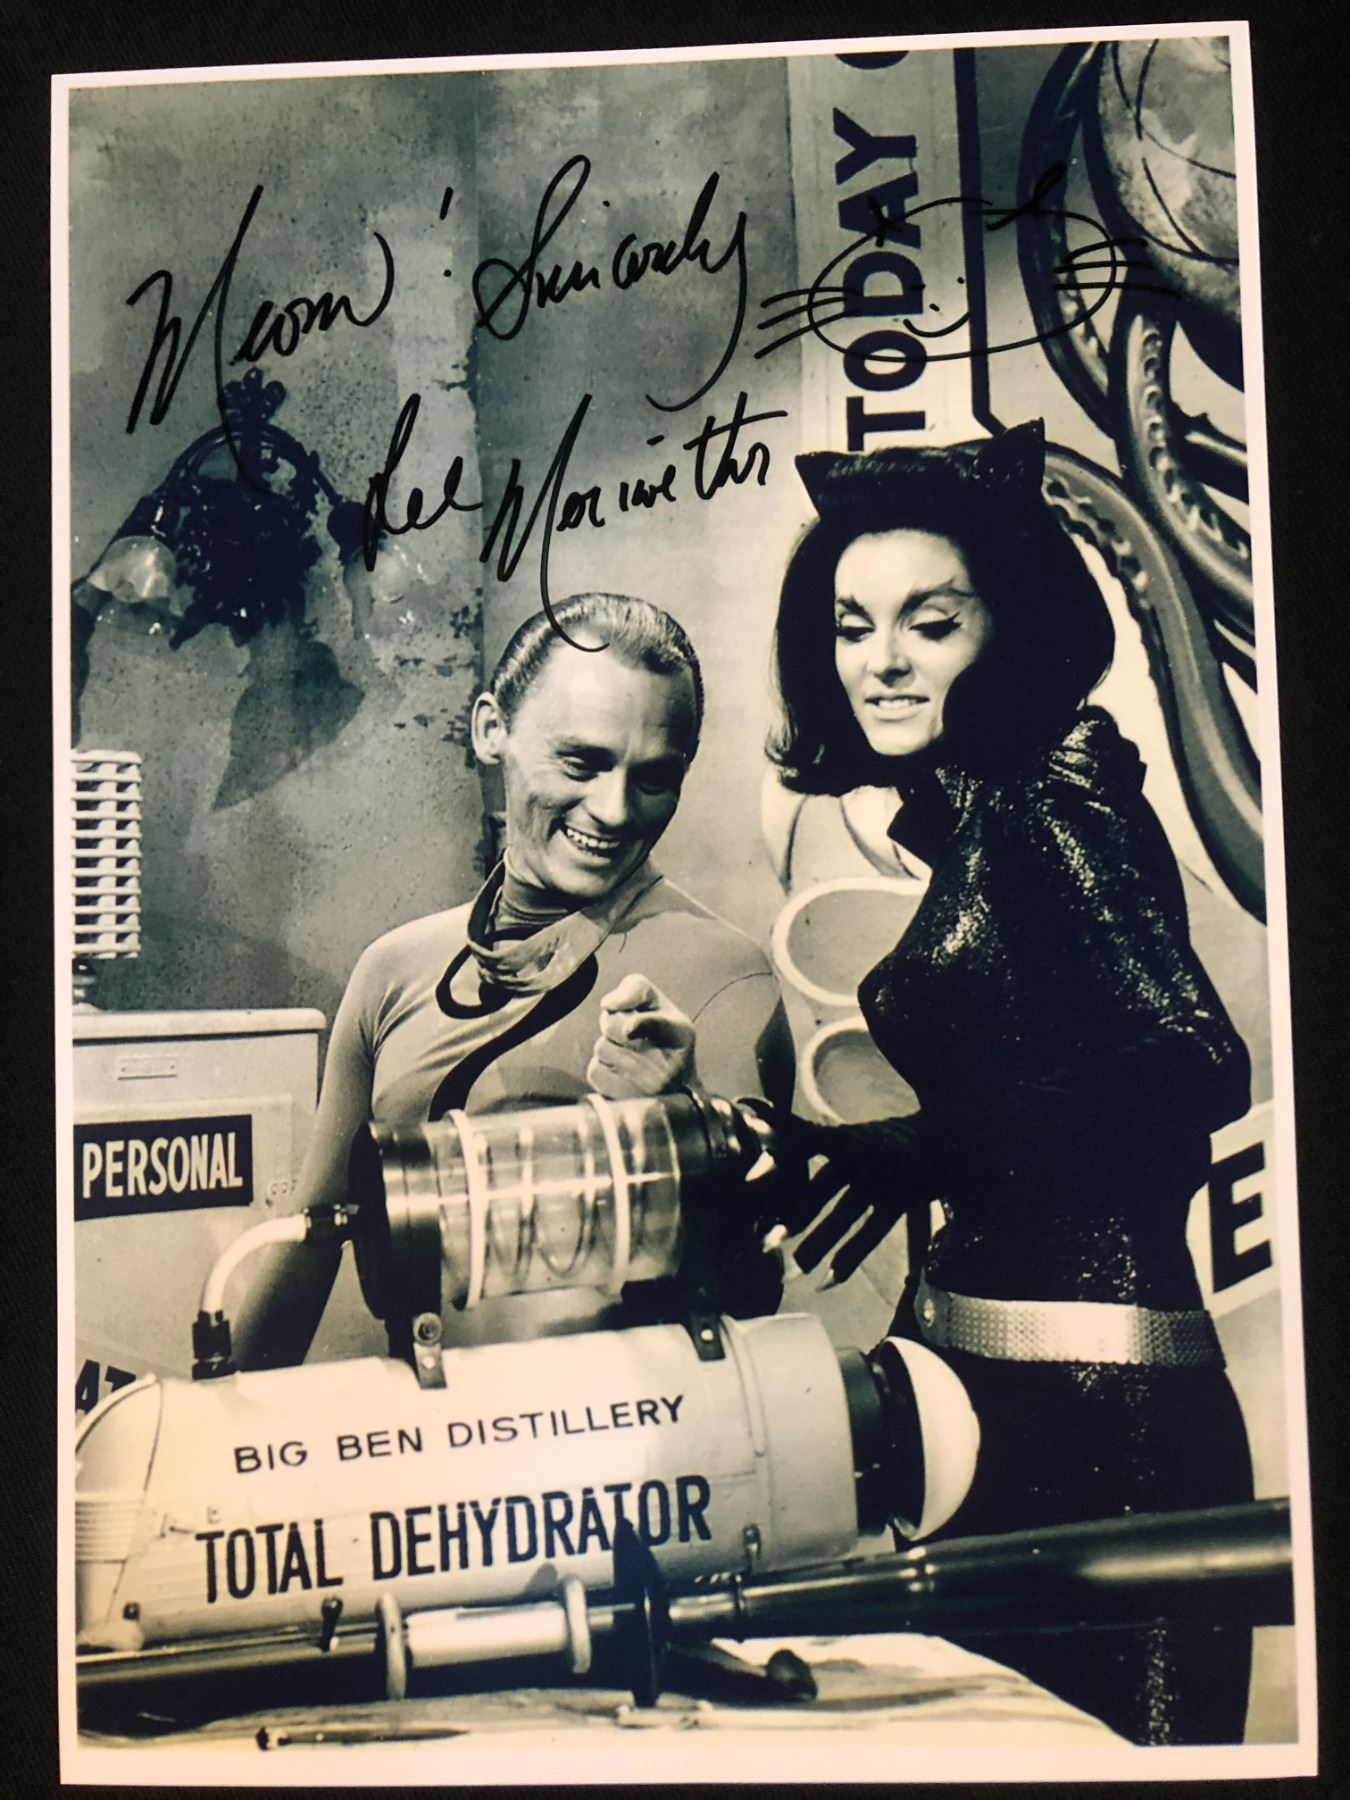 TODAY
Meow! Sincerely
Lee Meriwether
PERSONAL
E
BIG BEN DISTILLERY
TOTAL DEHYDRATOR